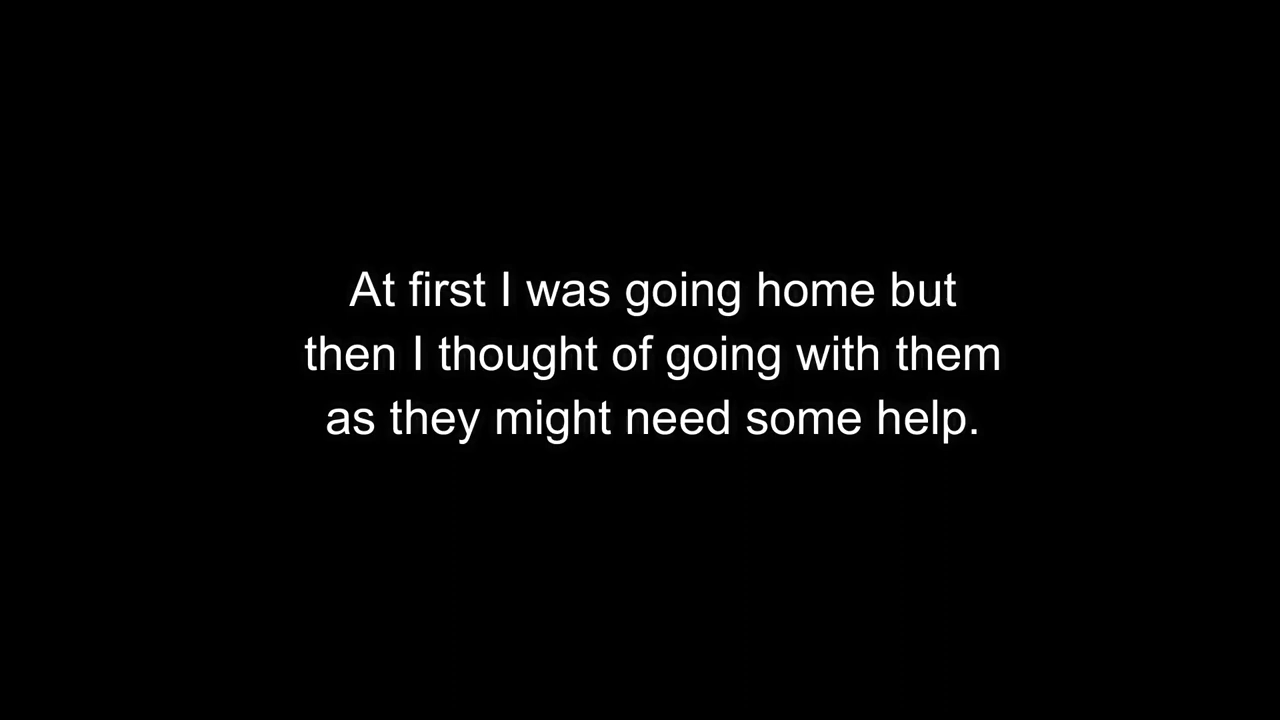 At first I was going home but
then I thought of going with them
as they might need some help.